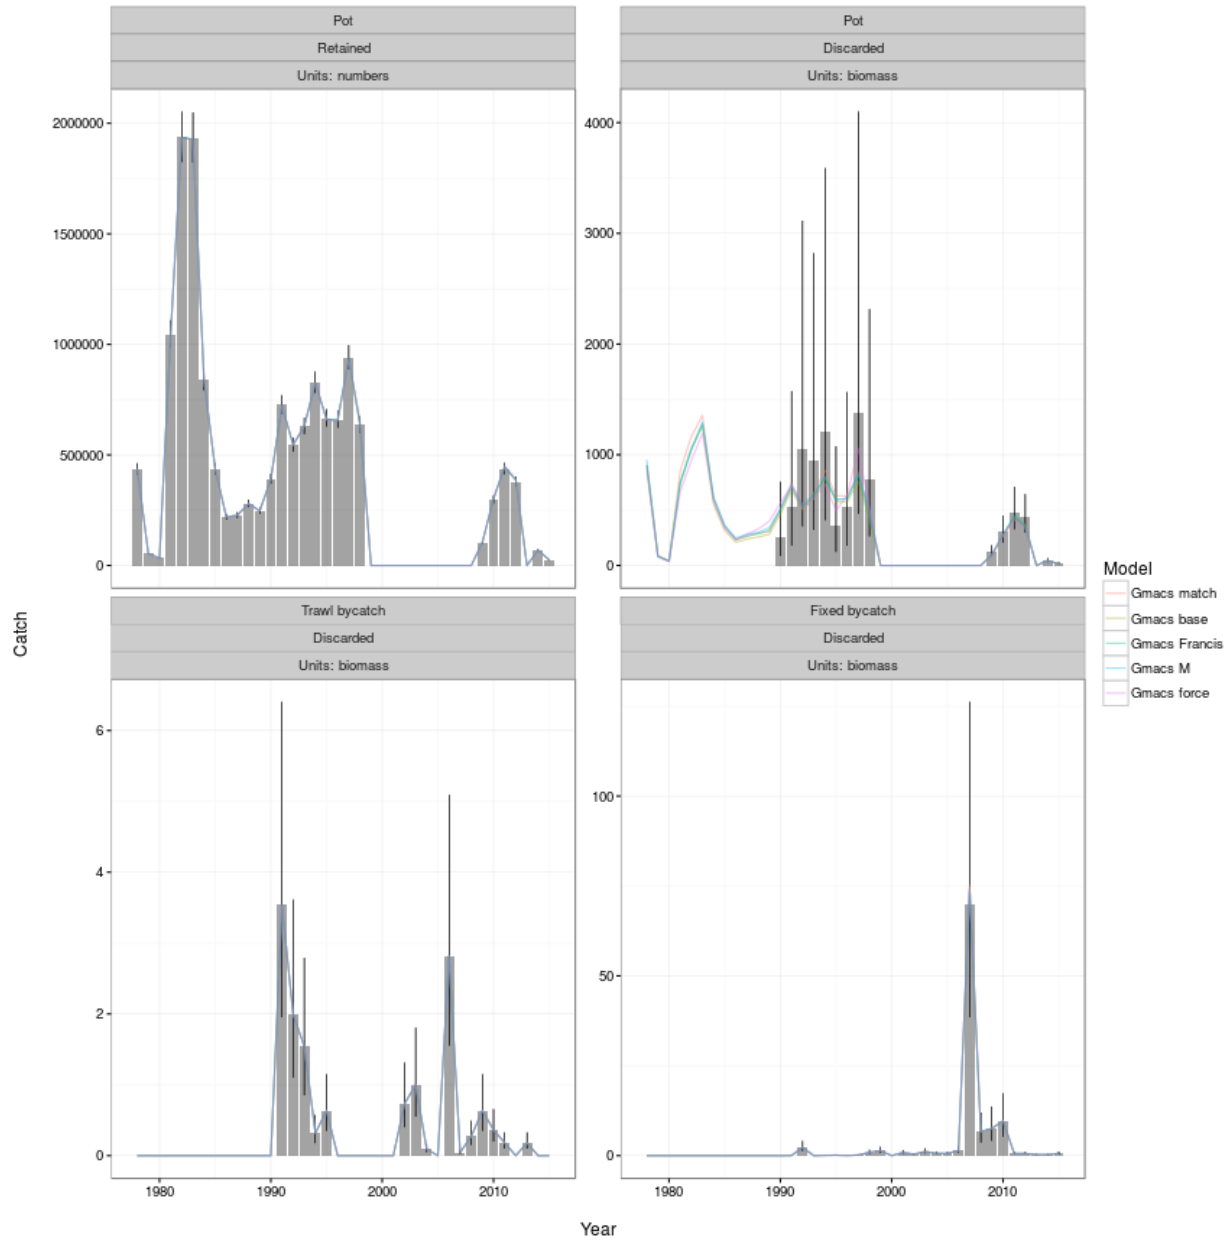 Pot
Retained
Units: numbers
Pot
Discarded
Units: biomass
2000000
1500000
1000000
500000
0
4000
3000
2000
1000
0
Trawl bycatch
Discarded
Units: biomass
Fixed bycatch
Discarded
Units: biomass
6
4
2
0
100
50
0
1980
1990
2000
2010
1980
1990
2000
2010
Catch
Year
Model
Gmacs match
Gmacs base
Gmacs Francis
Gmacs M
Gmacs force